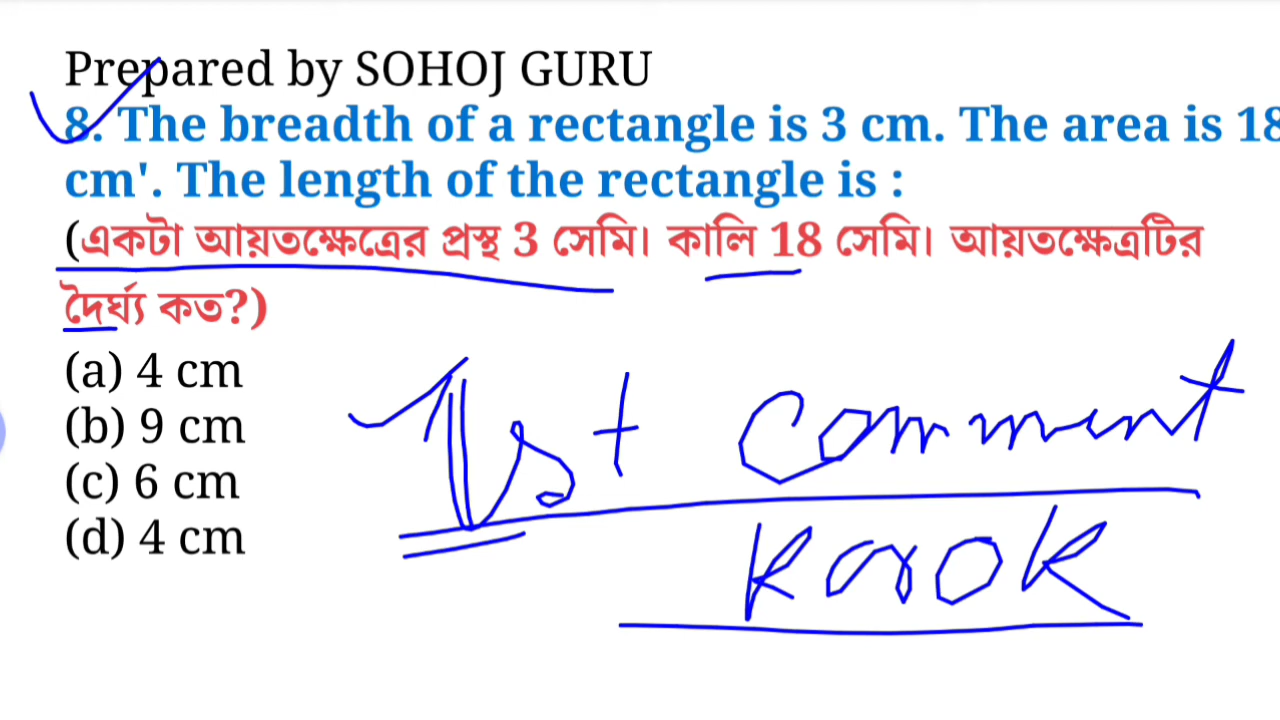 Prepared by SOHOJ GURU
8. The breadth of a rectangle is 3 cm. The area is 18
cm'. The length of the rectangle is :
(একটা আয়তক্ষেত্রের প্রস্থ 3 সেমি। কালি 18 সেমি। আয়তক্ষেত্রটির
দৈর্ঘ্য কত?)
(a) 4 cm
(b) 9 cm
(c) 6 cm
(d) 4 cm
1st comment
korok